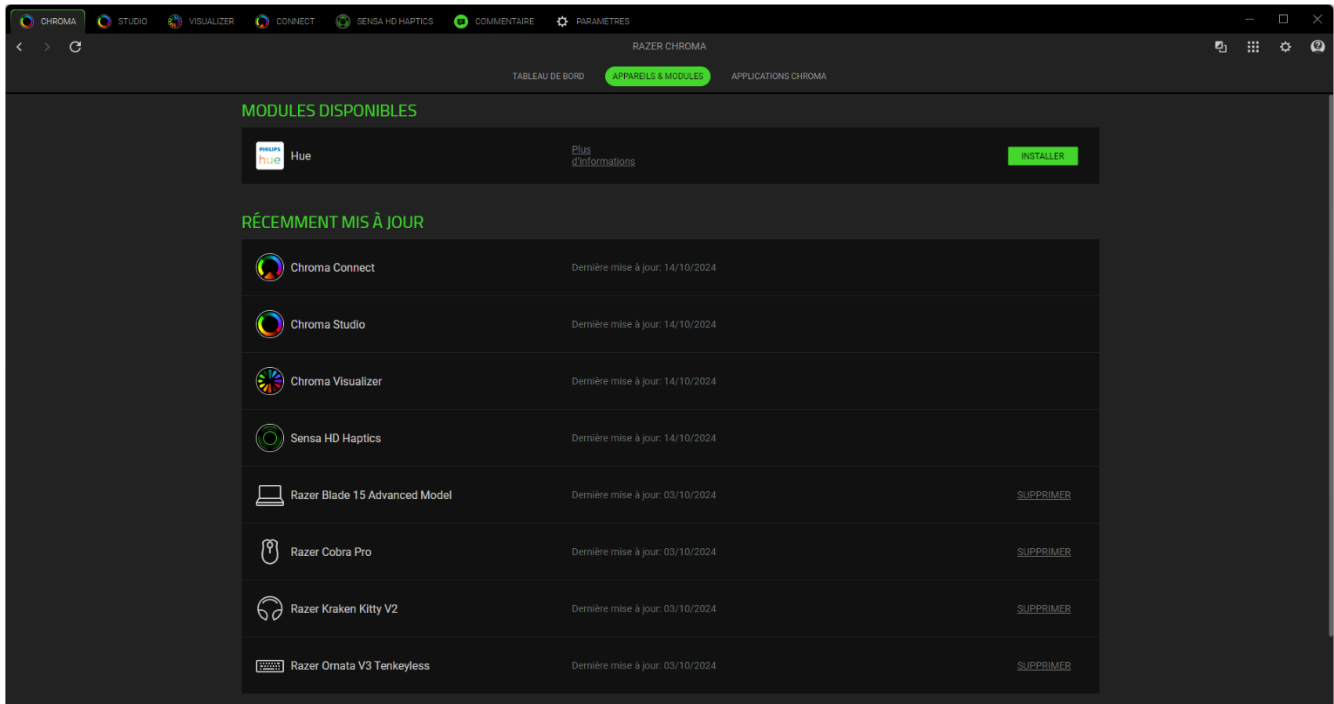 CHROMA STUDIO VISUALIZER CONNECT SENSA HD HAPTICS COMMENTAIRE PARAMETRES
RAZER CHROMA
TABLEAU DE BORD APPAREILS & MODULES APPLICATIONS CHROMA
MODULES DISPONIBLES
PHILIPS
hue
Hue
Plus
d'informations
INSTALLER
RÉCEMMENT MIS À JOUR
Chroma Connect Dernière mise à jour: 14/10/2024
Chroma Studio Dernière mise à jour: 14/10/2024
Chroma Visualizer Dernière mise à jour: 14/10/2024
Sensa HD Haptics Dernière mise à jour: 14/10/2024
Razer Blade 15 Advanced Model Dernière mise à jour: 03/10/2024 SUPPRIMER
Razer Cobra Pro Dernière mise à jour: 03/10/2024 SUPPRIMER
Razer Kraken Kitty V2 Dernière mise à jour: 03/10/2024 SUPPRIMER
Razer Ornata V3 Tenkeyless Dernière mise à jour: 03/10/2024 SUPPRIMER